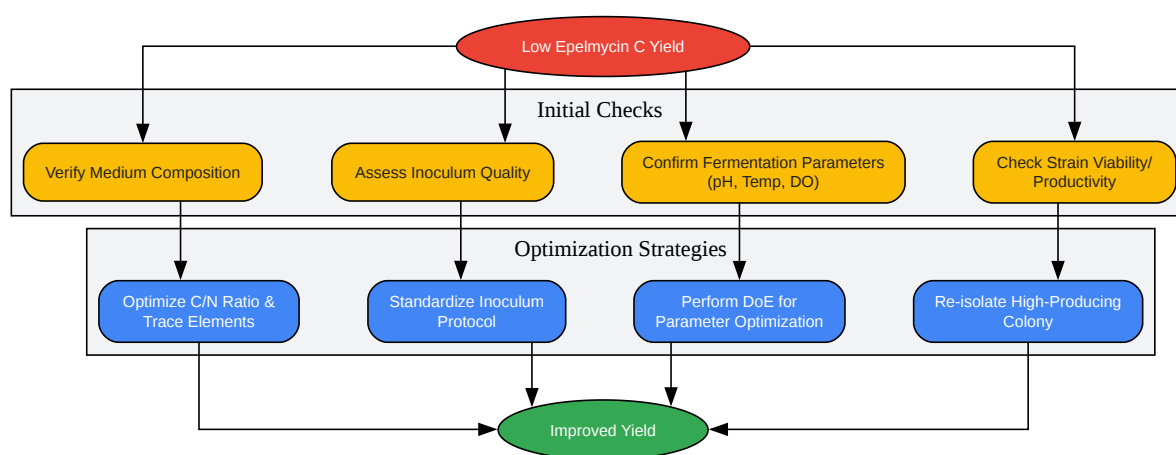 Low Epelmycin C Yield
Initial Checks
Verify Medium Composition
Assess Inoculum Quality
Confirm Fermentation Parameters
(pH, Temp, DO)
Check Strain Viability/
Productivity
Optimization Strategies
Optimize C/N Ratio &
Trace Elements
Standardize Inoculum
Protocol
Perform DoE for
Parameter Optimization
Re-isolate High-Producing
Colony
Improved Yield